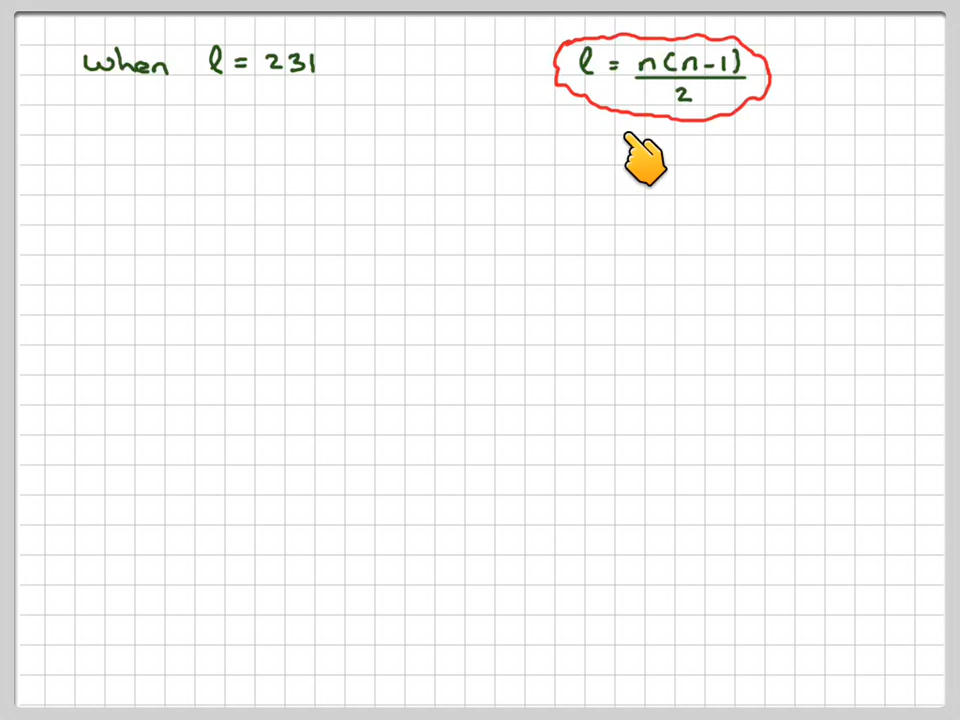 when l = 231
l = n(n-1)/2